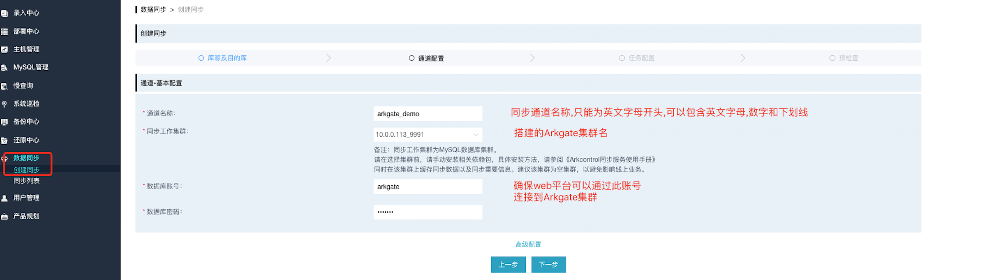 录入中心
部署中心
主机管理
MySQL管理
慢查询
系统巡检
备份中心
还原中心
数据同步
创建同步
同步列表
用户管理
产品规划
数据同步 > 创建同步
创建同步
库源及目的库
通道配置
任务配置
预检查
通道-基本配置
* 通道名称:
arkgate_demo
同步通道名称,只能为英文字母开头,可以包含英文字母,数字和下划线
* 同步工作集群:
10.0.0.113_9991
搭建的Arkgate集群名
备注：同步工作集群为MySQL数据库集群。
请在选择集群前，请手动安装相关依赖包，具体安装方法，请参阅《Arkcontrol同步服务使用手册》
同时在该集群上缓存同步数据以及同步重要信息。建议该集群为空集群，以避免影响线上业务。
* 数据库账号:
arkgate
确保web平台可以通过此账号
连接到Arkgate集群
* 数据库密码:
•••••••
高级配置
上一步
下一步